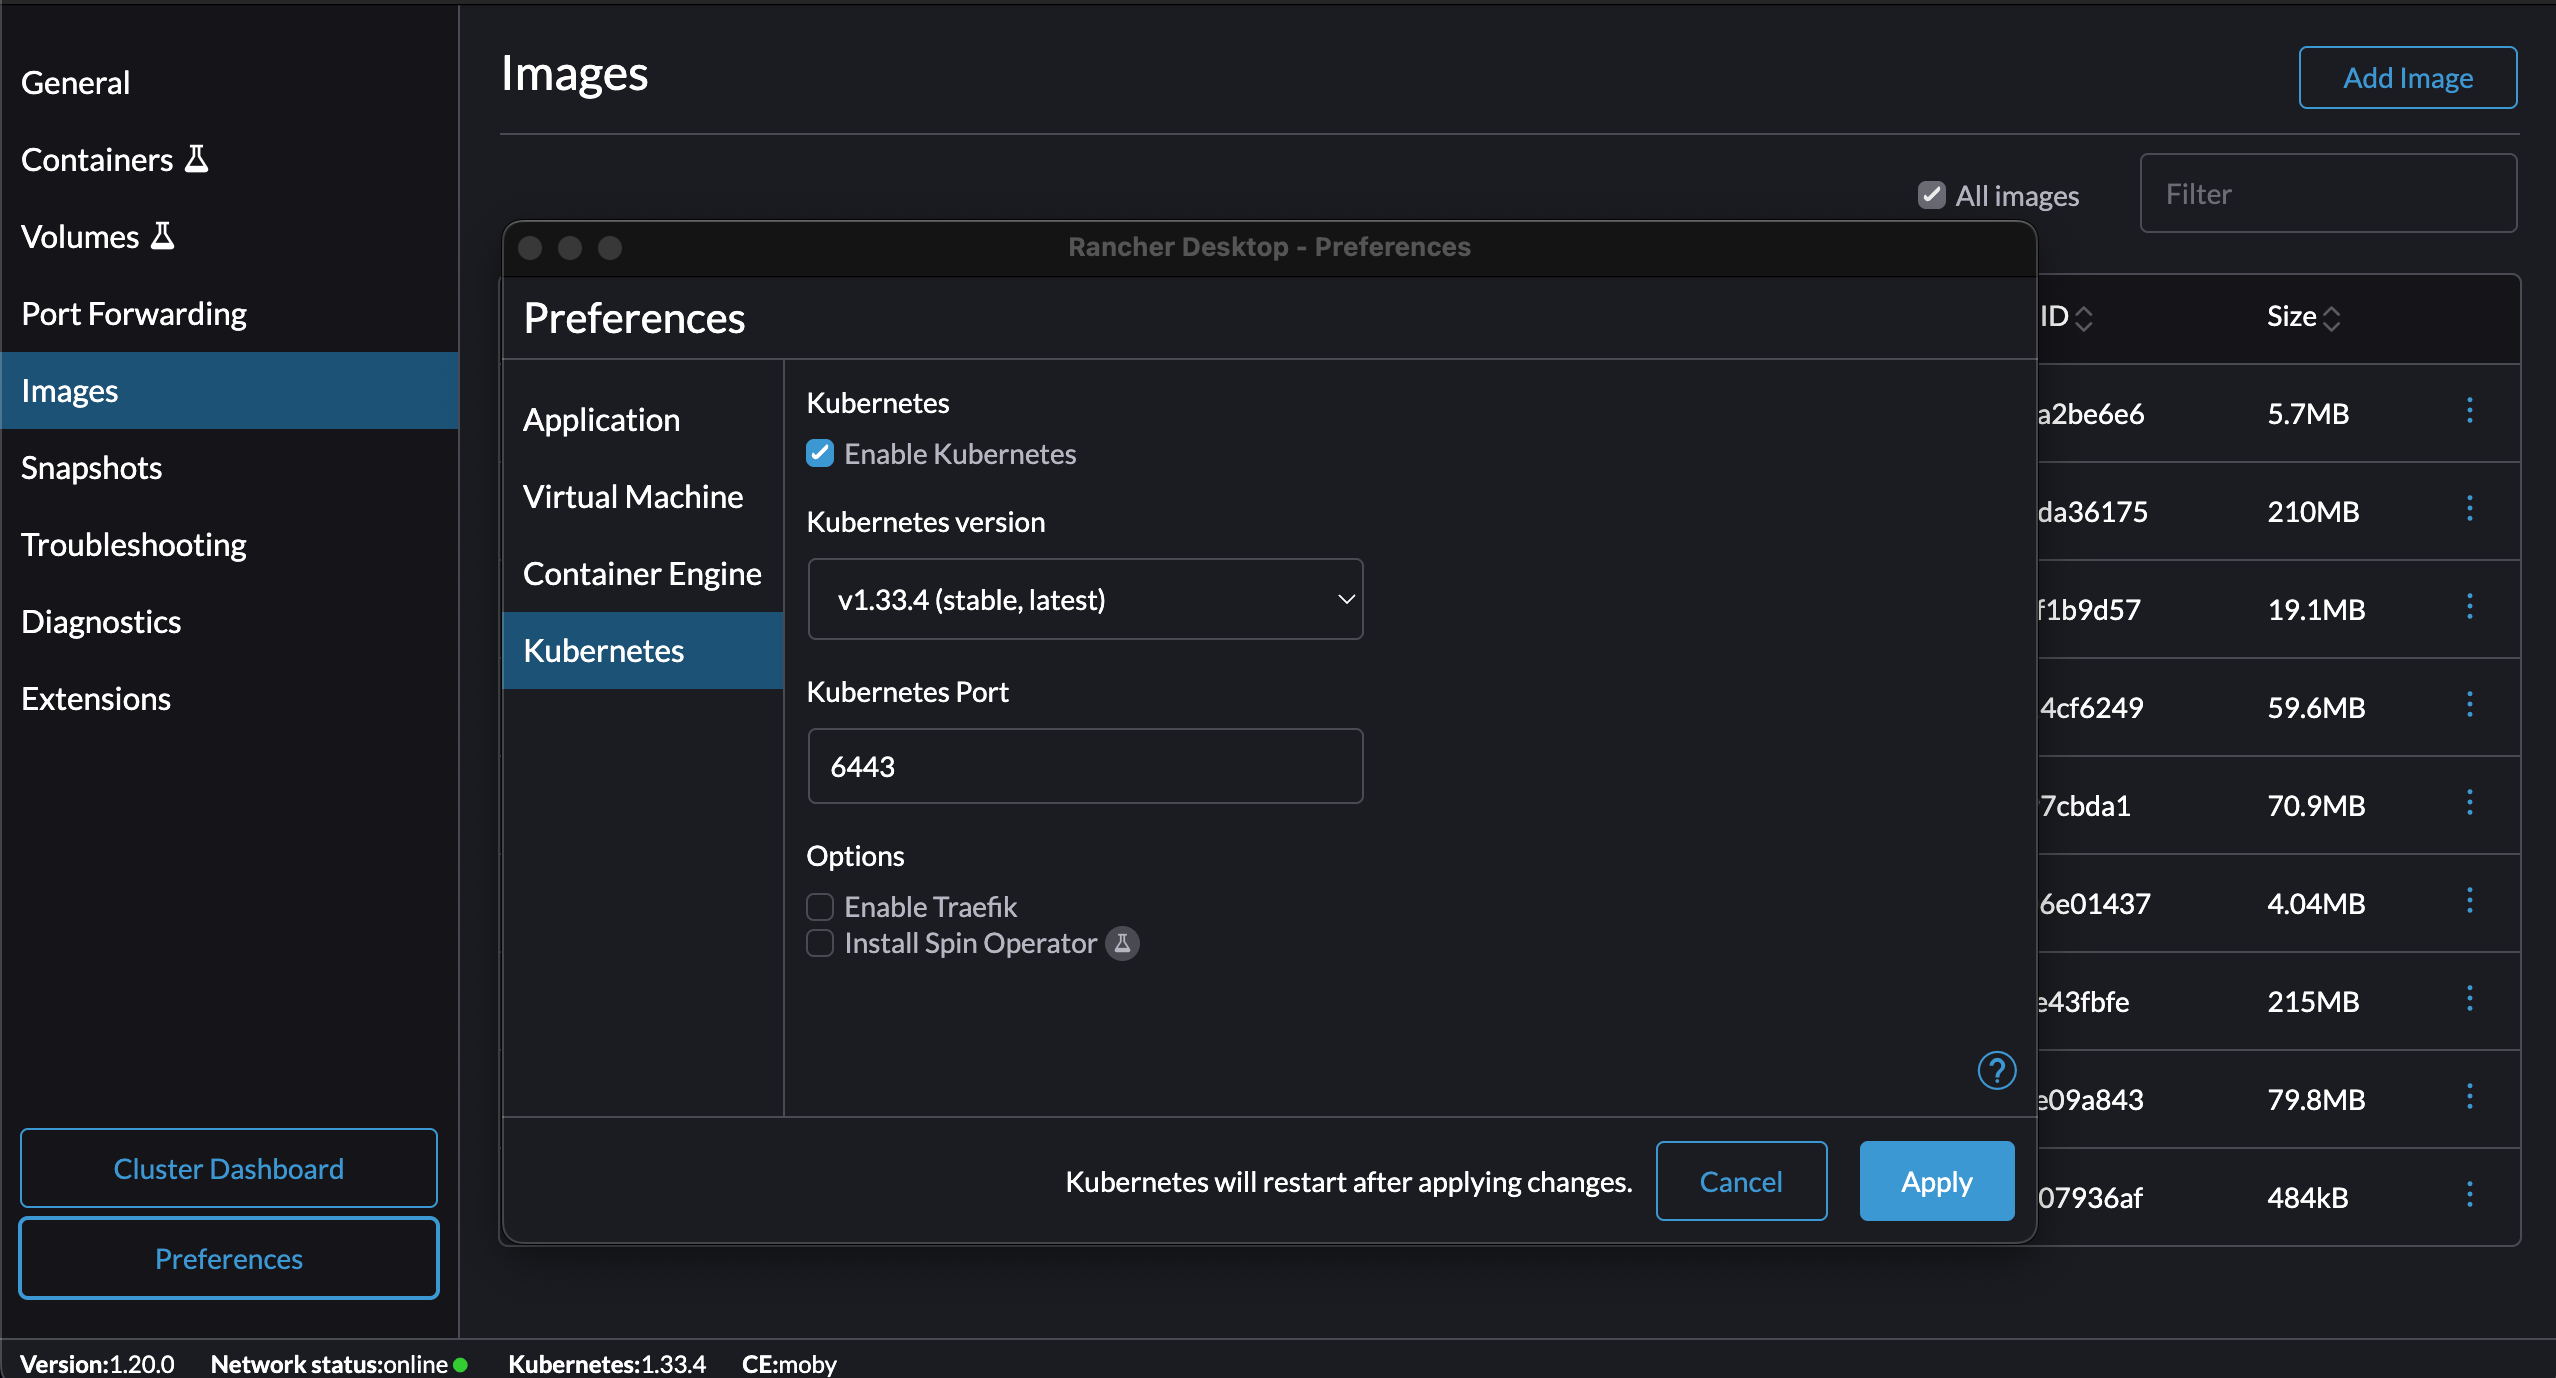 General
Containers
Volumes
Port Forwarding
Images
Snapshots
Troubleshooting
Diagnostics
Extensions
Cluster Dashboard
Preferences
Images
Add Image
All images
Filter
ID
Size
a2be6e6
5.7MB
da36175
210MB
f1b9d57
19.1MB
4cf6249
59.6MB
7cbda1
70.9MB
6e01437
4.04MB
e43fbfe
215MB
e09a843
79.8MB
07936af
484kB
Rancher Desktop - Preferences
Preferences
Application
Virtual Machine
Container Engine
Kubernetes
Kubernetes
Enable Kubernetes
Kubernetes version
v1.33.4 (stable, latest)
Kubernetes Port
6443
Options
Enable Traefik
Install Spin Operator
?
Kubernetes will restart after applying changes.
Cancel
Apply
Version:1.20.0 Network status:online Kubernetes:1.33.4 CE:moby